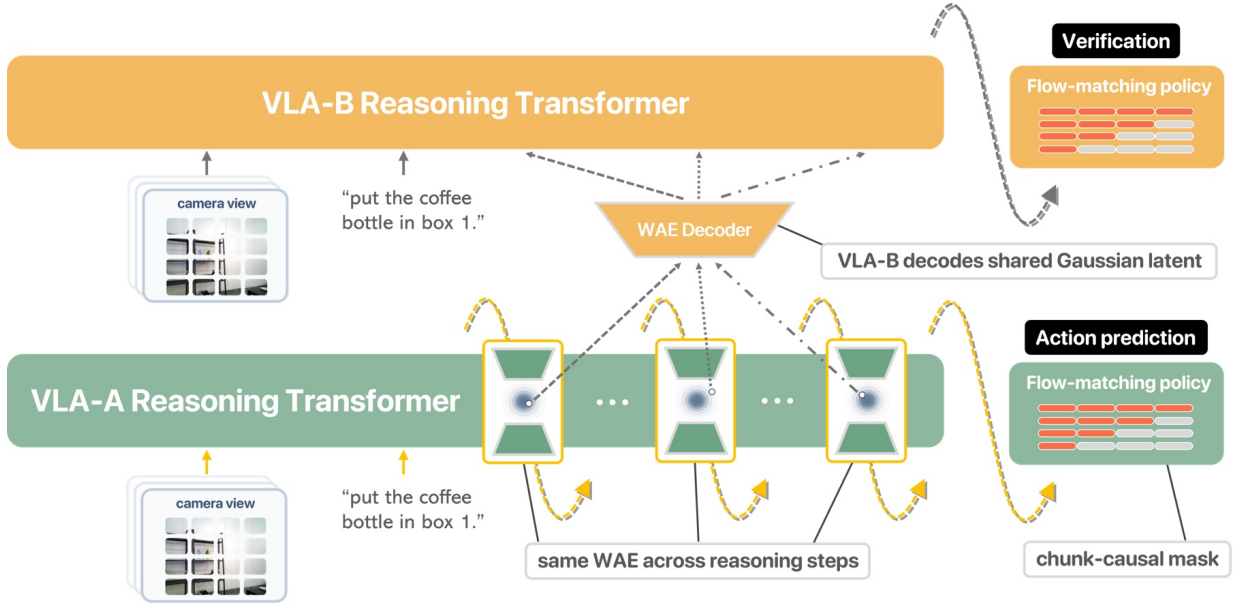 Verification
VLA-B Reasoning Transformer
Flow-matching policy
camera view
“put the coffee
bottle in box 1.”
WAE Decoder
VLA-B decodes shared Gaussian latent
Action prediction
VLA-A Reasoning Transformer
Flow-matching policy
camera view
“put the coffee
bottle in box 1.”
same WAE across reasoning steps
chunk-causal mask